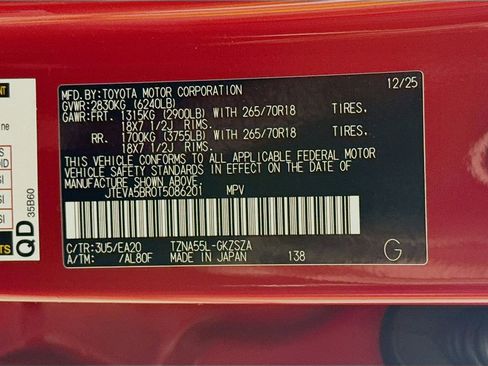 MFD.BY:TOYOTA MOTOR CORPORATION 12/25
GVWR:2830KG (6240LB)
GAWR:FRT. 1315KG (2900LB) WITH 265/70R18 TIRES.
18X7 1/2J RIMS.
RR. 1700KG (3755LB) WITH 265/70R18 TIRES.
18X7 1/2J RIMS.
THIS VEHICLE CONFORMS TO ALL APPLICABLE FEDERAL MOTOR
VEHICLE SAFETY STANDARDS IN EFFECT ON THE DATE OF
MANUFACTURE SHOWN ABOVE.
JTEVA5BR0T5086201 MPV
C/TR:3U5/EA20 TZNA55L-GKZSZA
A/TM: /AL80F MADE IN JAPAN 138 G
QD
35B60